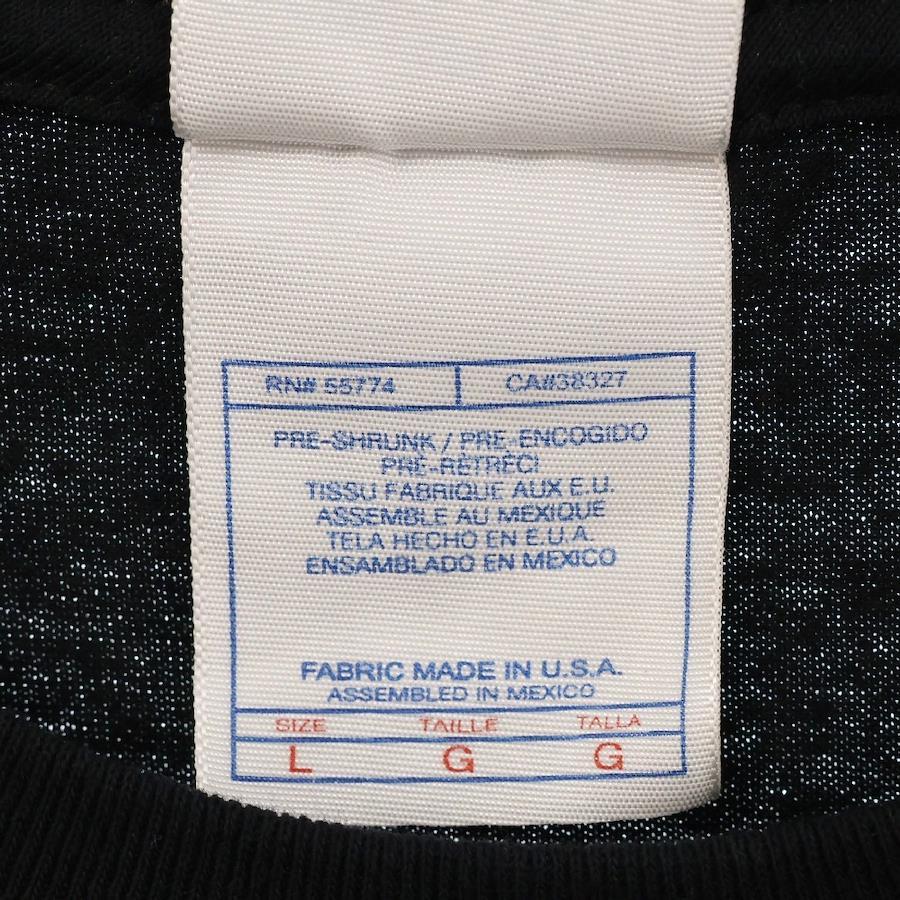 RN# 55774 CA#38327
PRE-SHRUNK / PRE-ENCOGIDO
PRÉ-RÉTRÉCI
TISSU FABRIQUE AUX E.U.
ASSEMBLE AU MEXIQUE
TELA HECHO EN E.U.A.
ENSAMBLADO EN MEXICO
FABRIC MADE IN U.S.A.
ASSEMBLED IN MEXICO
SIZE TAILLE TALLA
L G G